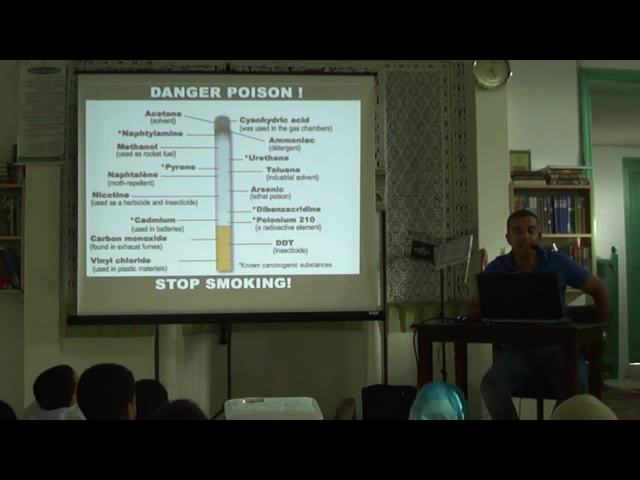 DANGER POISON !
Acetone
(solvent)
*Naphtylamine
Methanol
(used as rocket fuel)
*Pyrene
Naphtalène
(moth-repellent)
Nicotine
(used as a herbicide and insecticide)
*Cadmium
(used in batteries)
Carbon monoxide
(found in exhaust fumes)
Vinyl chloride
(used in plastic materials)
Cyanhydric acid
(was used in the gas chambers)
Ammoniac
(detergent)
*Urethane
Toluene
(industrial solvent)
Arsenic
(lethal poison)
*Dibenzacridine
*Polonium 210
(a radioactive element)
DDT
(insecticide)
*Known carcinogenic substances
STOP SMOKING!